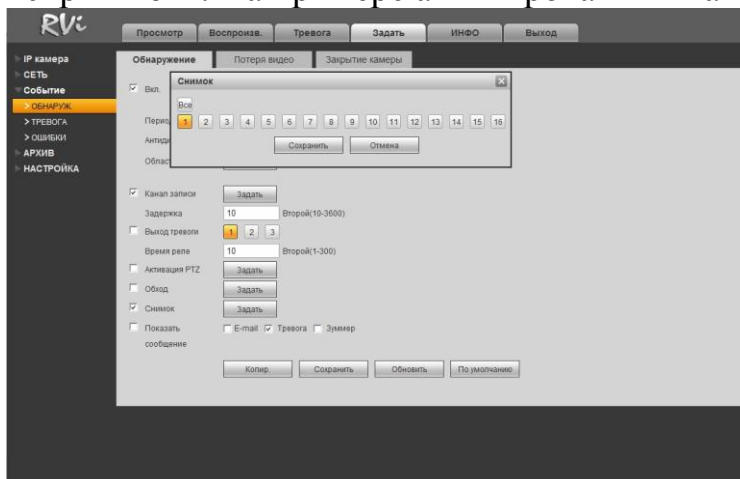 RVi
Просмотр Воспроизв. Тревога Задать ИНФО Выход
IP камера
СЕТЬ
Событие
> ОБНАРУЖ.
> ТРЕВОГА
> ОШИБКИ
АРХИВ
НАСТРОЙКА
Обнаружение Потеря видео Закрытие камеры
Вкл.
Снимок
Все
1 2 3 4 5 6 7 8 9 10 11 12 13 14 15 16
Сохранить Отмена
Канал записи Задать
Задержка 10 Второй(10-3600)
Выход тревоги 1 2 3
Время реле 10 Второй(1-300)
Активация PTZ Задать
Обход Задать
Снимок Задать
Показать E-mail Тревога Зуммер
сообщение
Копир. Сохранить Обновить По умолчанию